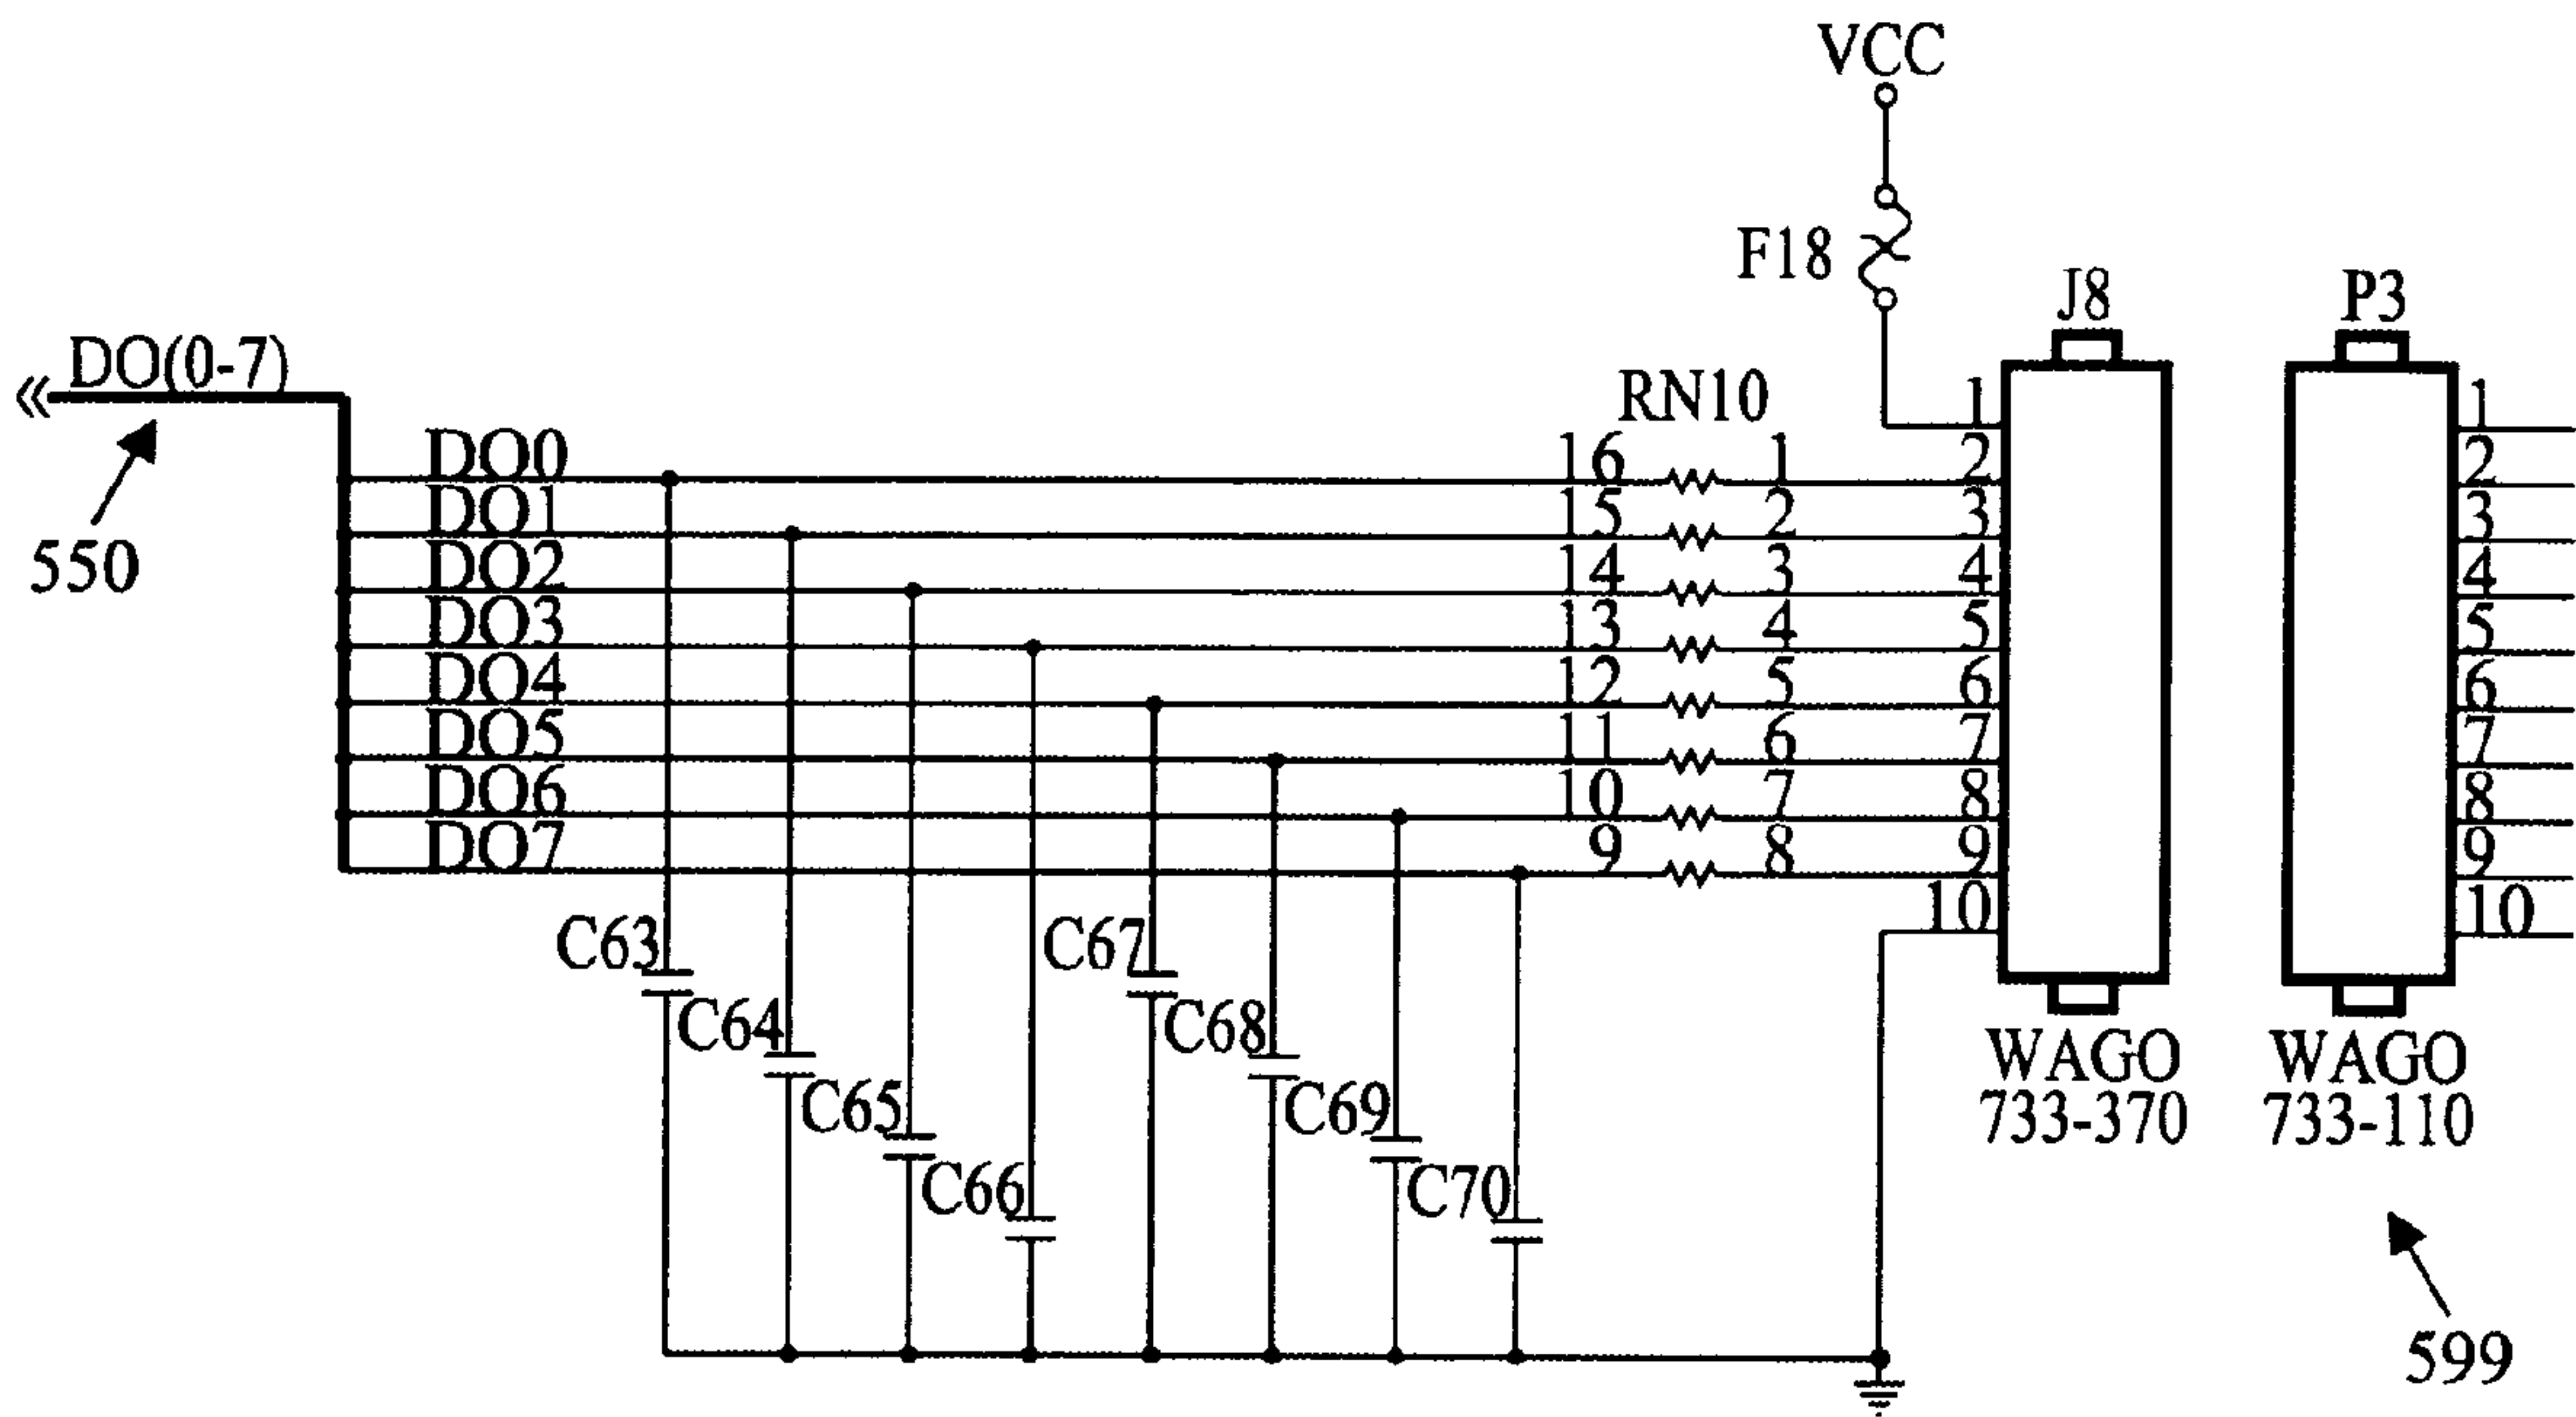 VCC
F18
J8
P3
DO(0-7)
550
RN10
DO0
DO1
DO2
DO3
DO4
DO5
DO6
DO7
16 1
15 2
14 3
13 4
12 5
11 6
10 7
9 8
1
2
3
4
5
6
7
8
9
10
1
2
3
4
5
6
7
8
9
10
C63
C64
C65
C66
C67
C68
C69
C70
WAGO
733-370
WAGO
733-110
599